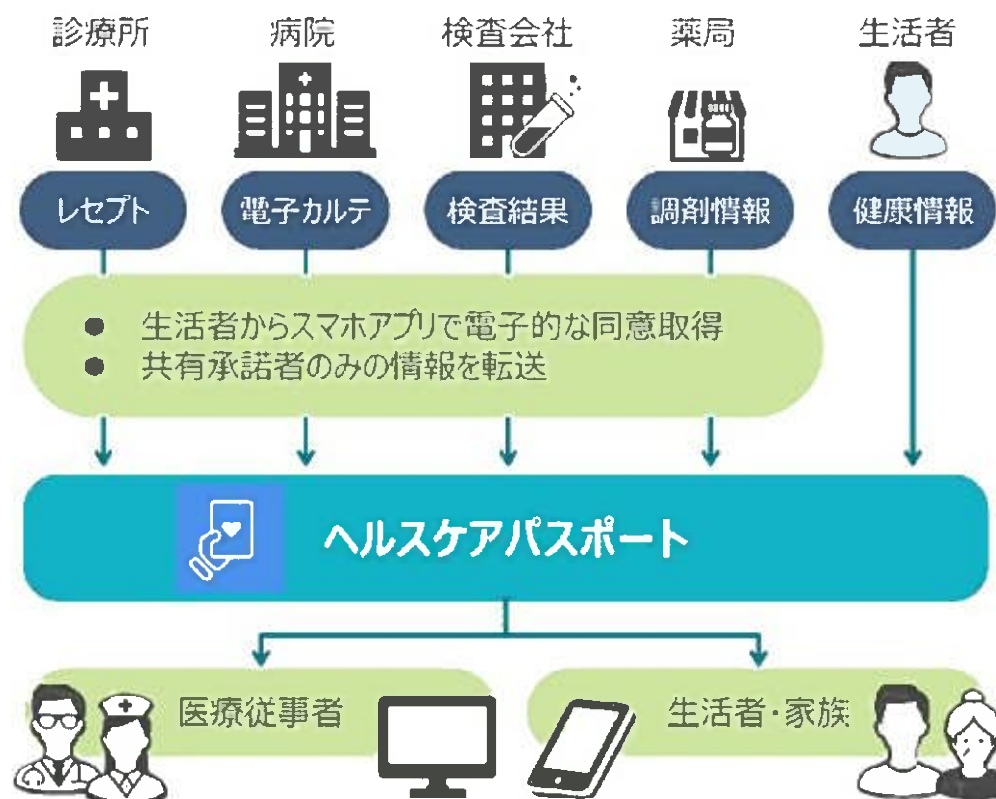 診療所 病院 検査会社 薬局 生活者
レセプト 電子カルテ 検査結果 調剤情報 健康情報
● 生活者からスマホアプリで電子的な同意取得
● 共有承諾者のみの情報を転送
ヘルスケアパスポート
医療従事者 生活者・家族